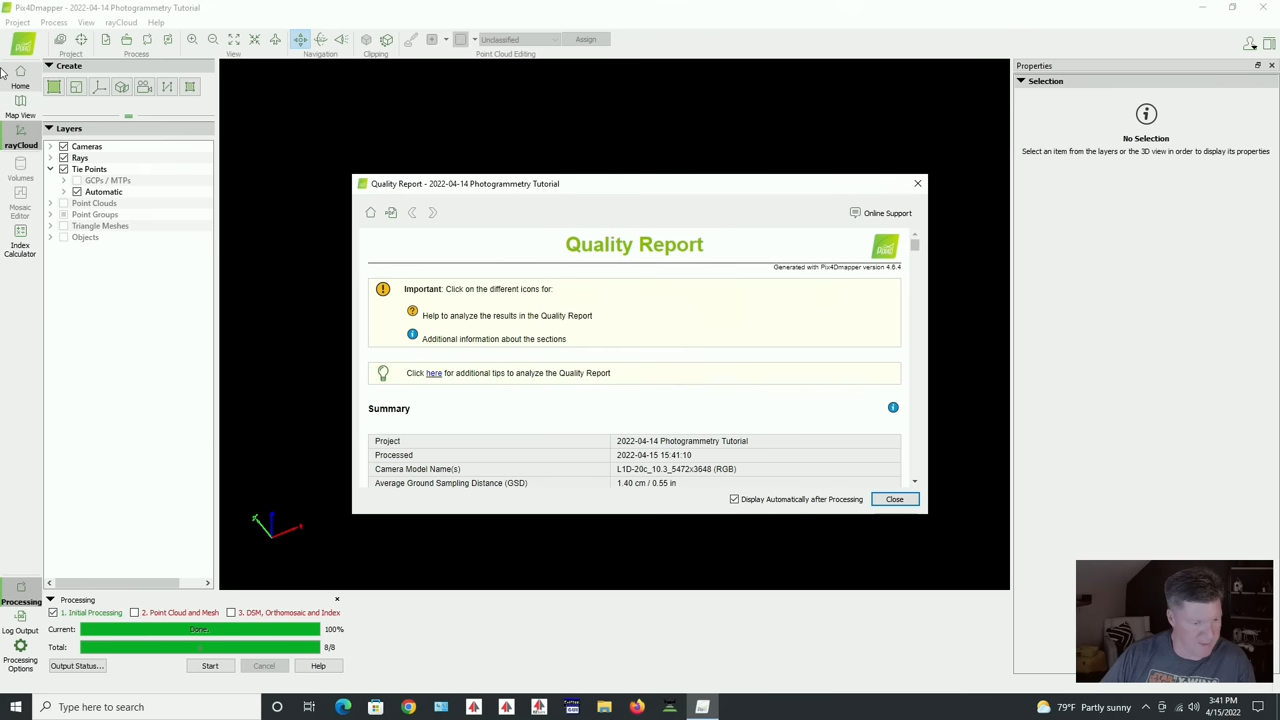 Pix4Dmapper - 2022-04-14 Photogrammetry Tutorial
Project Process View rayCloud Help
Project Process View Navigation Clipping Point Cloud Editing
Unclassified Assign
Home
Map View
rayCloud
Volumes
Mosaic
Editor
Index
Calculator
Create
Layers
Cameras
Rays
Tie Points
GCPs / MTPs
Automatic
Point Clouds
Point Groups
Triangle Meshes
Objects
Quality Report - 2022-04-14 Photogrammetry Tutorial
PDF
Online Support
Quality Report
Generated with Pix4Dmapper version 4.6.4
Important: Click on the different icons for:
Help to analyze the results in the Quality Report
Additional information about the sections
Click here for additional tips to analyze the Quality Report
Summary
Project 2022-04-14 Photogrammetry Tutorial
Processed 2022-04-15 15:41:10
Camera Model Name(s) L1D-20c_10.3_5472x3648 (RGB)
Average Ground Sampling Distance (GSD) 1.40 cm / 0.55 in
Display Automatically after Processing Close
Properties
Selection
No Selection
Select an item from the layers or the 3D view in order to display its properties
Processing
Log Output
Processing
Options
Processing
1. Initial Processing 2. Point Cloud and Mesh 3. DSM, Orthomosaic and Index
Current: Done. 100%
Total: 8/8
Output Status... Start Cancel Help
Type here to search
79°F Partly sunny
3:41 PM
4/15/2022